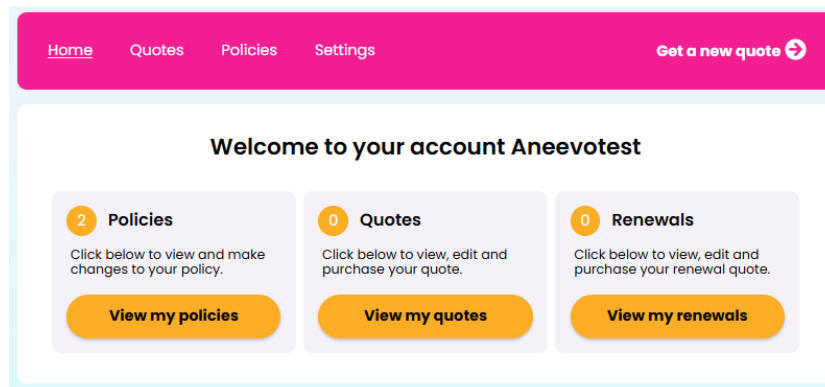 Home Quotes Policies Settings Get a new quote
Welcome to your account Aneevotest
2 Policies
Click below to view and make
changes to your policy.
View my policies
0 Quotes
Click below to view, edit and
purchase your quote.
View my quotes
0 Renewals
Click below to view, edit and
purchase your renewal quote.
View my renewals